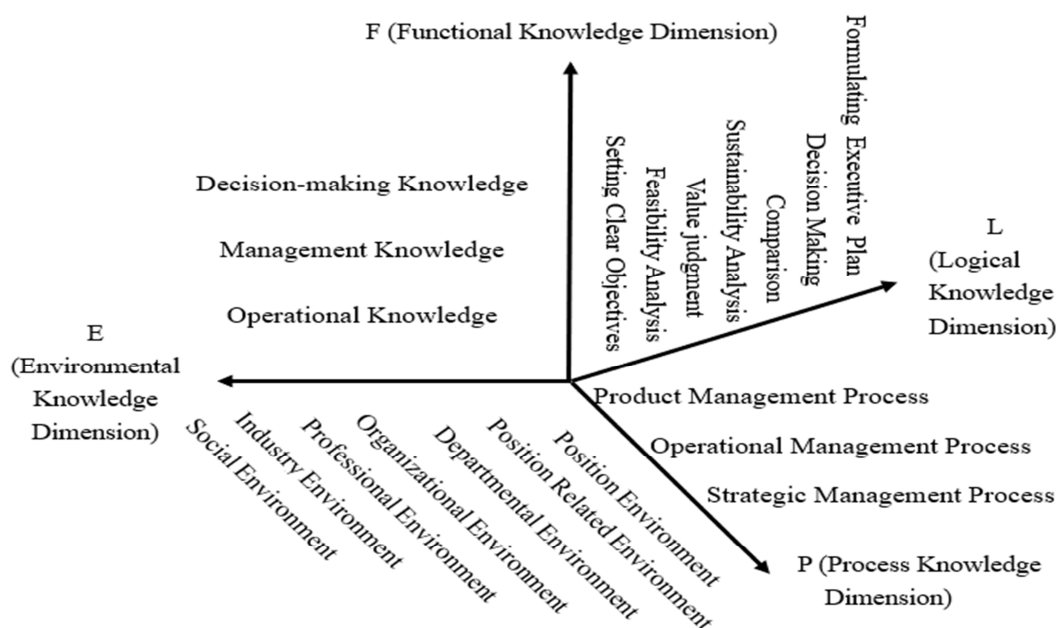 F (Functional Knowledge Dimension)
Formulating Executive Plan
Decision Making
Comparison
Sustainability Analysis
Value judgment
Feasibility Analysis
Setting Clear Objectives
Decision-making Knowledge
Management Knowledge
Operational Knowledge
L
(Logical
Knowledge
Dimension)
E
(Environmental
Knowledge
Dimension)
Product Management Process
Operational Management Process
Strategic Management Process
P (Process Knowledge
Dimension)
Social Environment
Industry Environment
Professional Environment
Organizational Environment
Departmental Environment
Position Related Environment
Position Environment